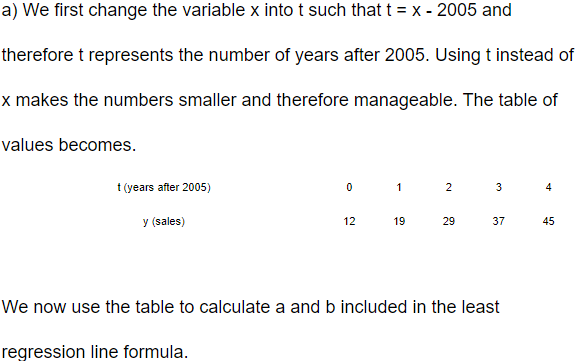 a) We first change the variable x into t such that t = x - 2005 and
therefore t represents the number of years after 2005. Using t instead of
x makes the numbers smaller and therefore manageable. The table of
values becomes.
t (years after 2005) 0 1 2 3 4
y (sales) 12 19 29 37 45
We now use the table to calculate a and b included in the least
regression line formula.